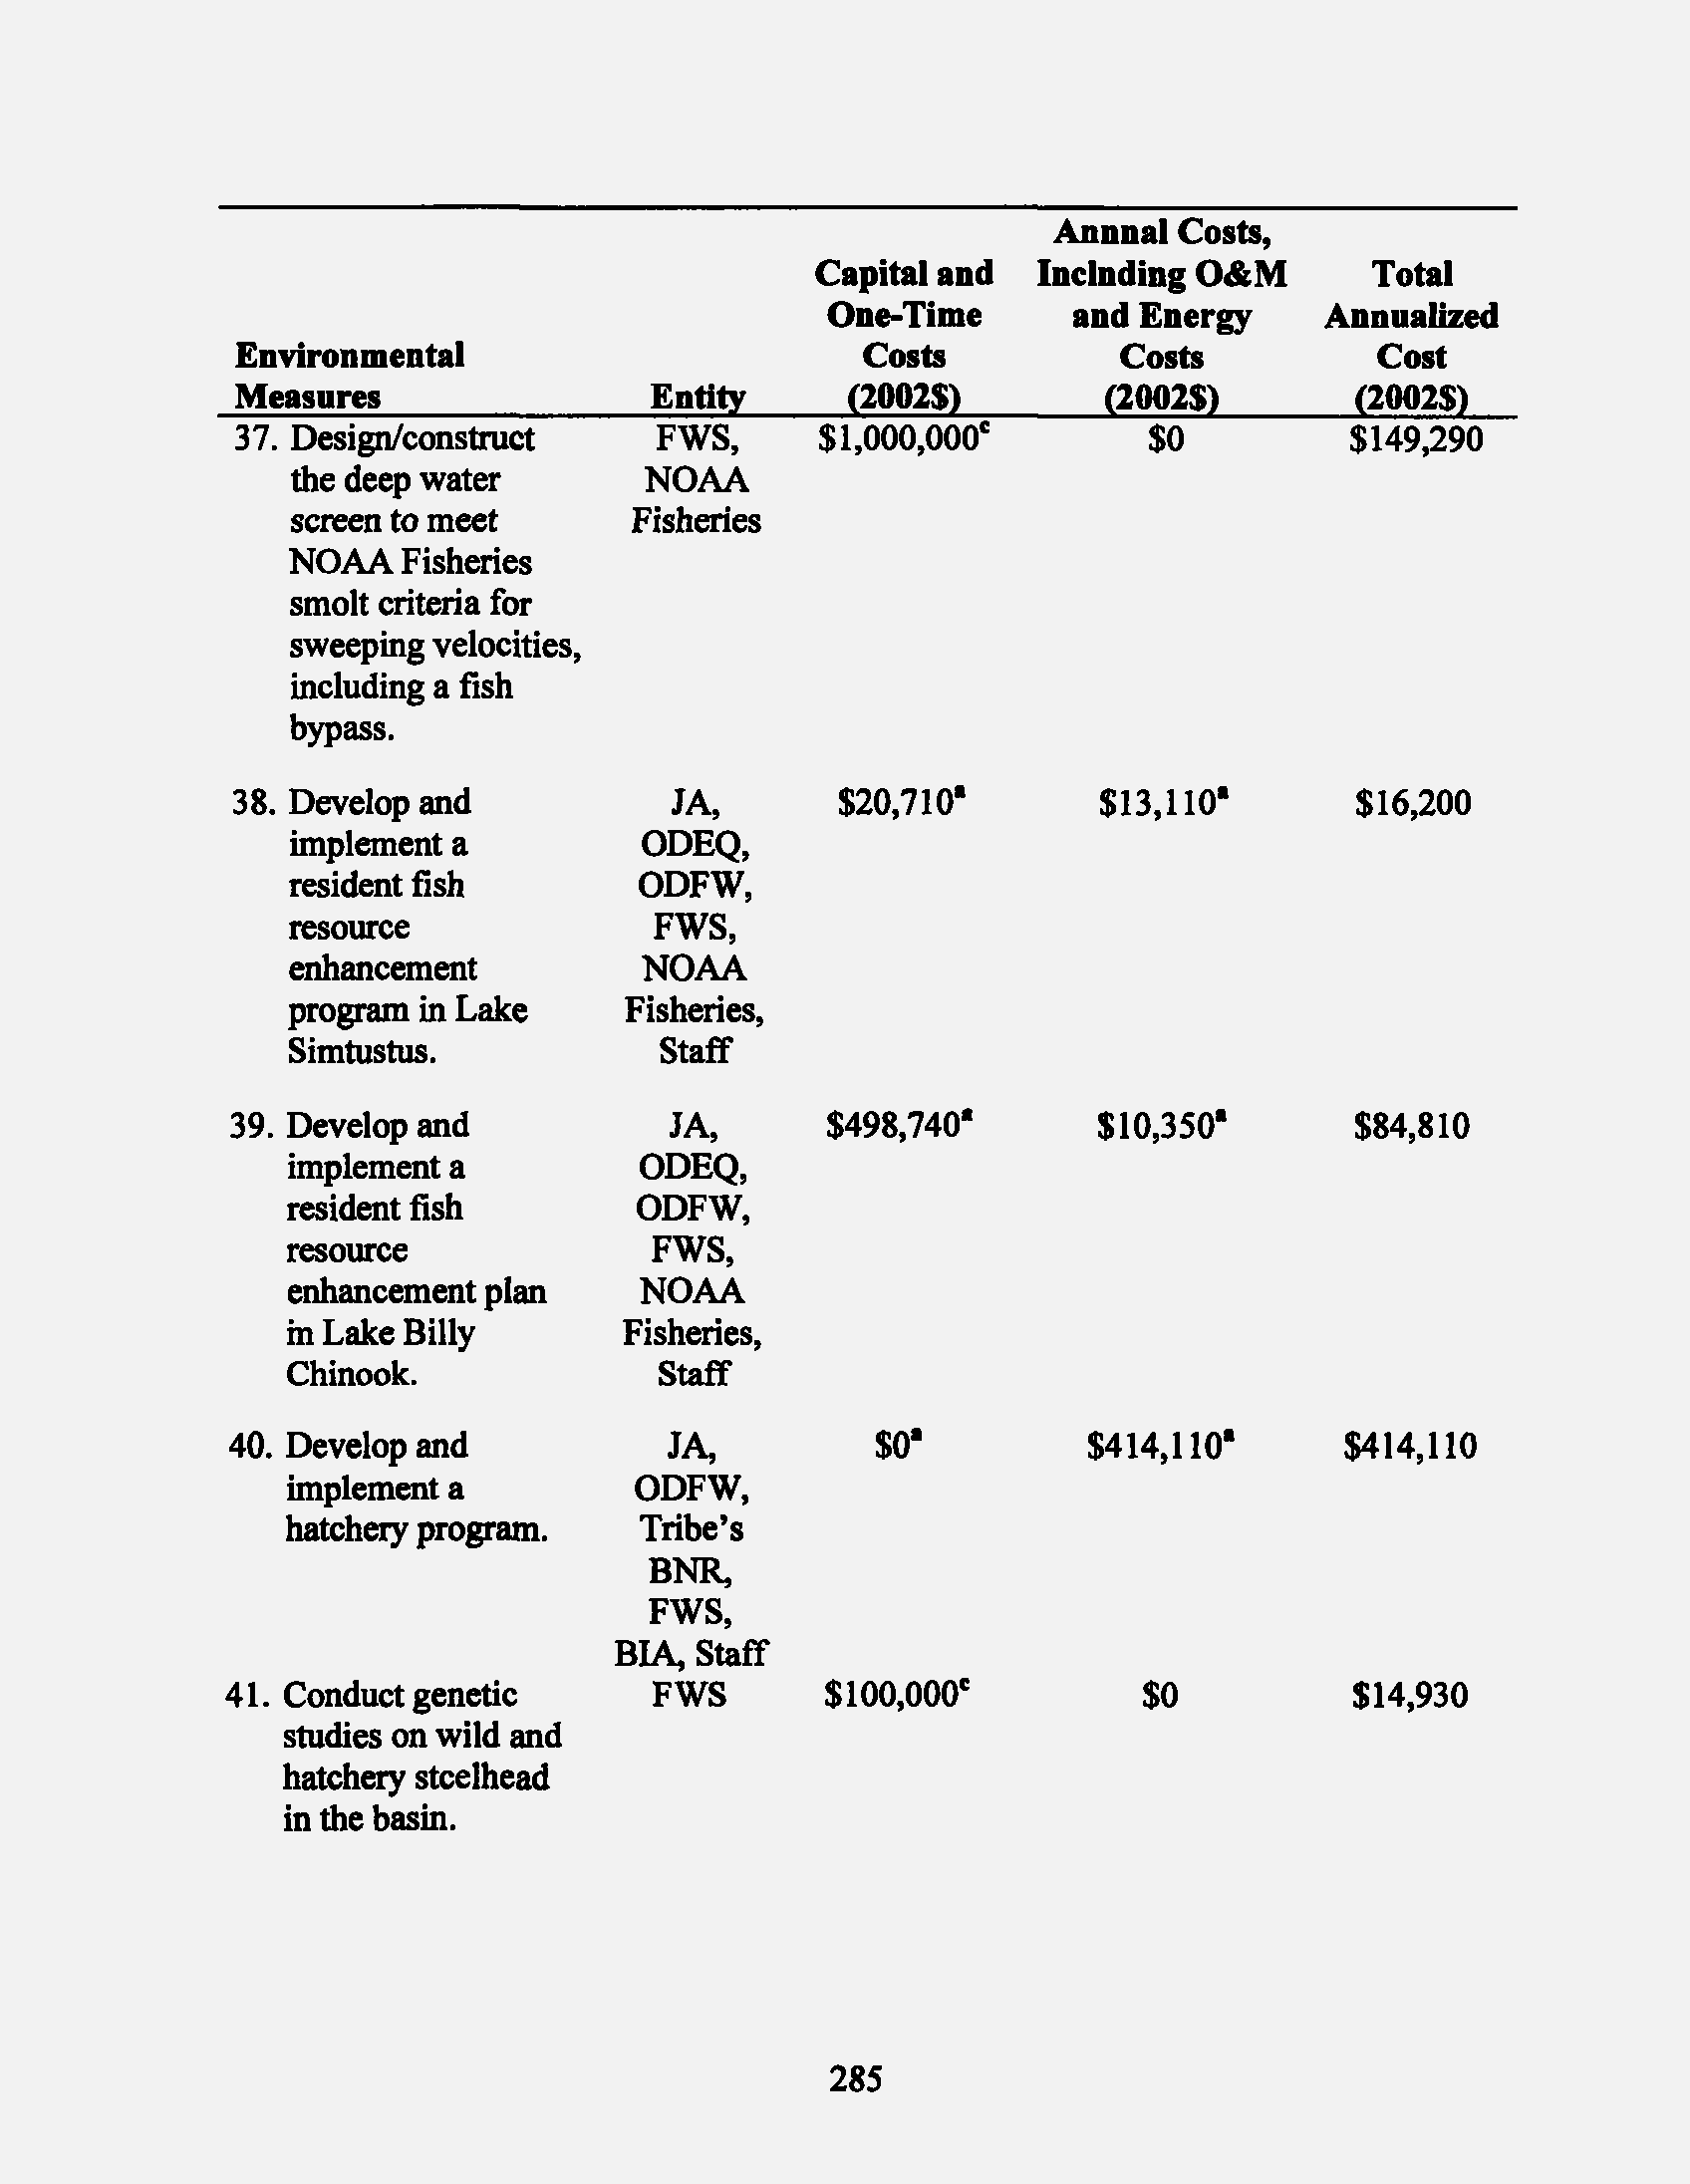 Annnal Costs,
Capital and Inclnding O&M Total
One-Time and Energy Annualized
Environmental Costs Costs Cost
Measures Entity (2002$) (2002$) (2002$)
37. Design/construct FWS, $1,000,000c $0 $149,290
the deep water NOAA
screen to meet Fisheries
NOAA Fisheries
smolt criteria for
sweeping velocities,
including a fish
bypass.
38. Develop and JA, $20,710a $13,110a $16,200
implement a ODEQ,
resident fish ODFW,
resource FWS,
enhancement NOAA
program in Lake Fisheries,
Simtustus. Staff
39. Develop and JA, $498,740a $10,350a $84,810
implement a ODEQ,
resident fish ODFW,
resource FWS,
enhancement plan NOAA
in Lake Billy Fisheries,
Chinook. Staff
40. Develop and JA, $0a $414,110a $414,110
implement a ODFW,
hatchery program. Tribe's
BNR,
FWS,
BIA, Staff
41. Conduct genetic FWS $100,000c $0 $14,930
studies on wild and
hatchery stcelhead
in the basin.
285